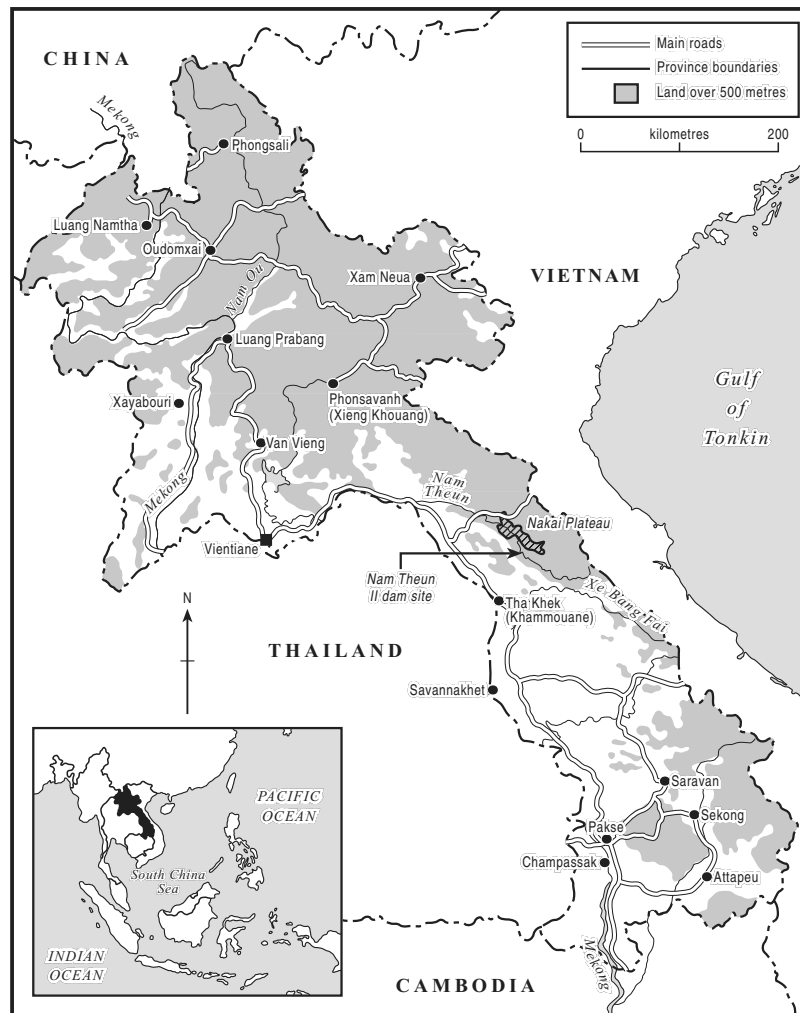 CHINA
Main roads
Province boundaries
Land over 500 metres
0 kilometres 200
Mekong
Phongsali
Luang Namtha
Oudomxai
Nam Ou
Xam Neua
VIETNAM
Luang Prabang
Xayabouri
Phonsavanh
(Xieng Khouang)
Gulf
of
Tonkin
Van Vieng
Mekong
Nam
Theun
Nakai Plateau
Vientiane
Nam Theun
II dam site
Xe Bang Fai
Tha Khek
(Khammouane)
N
THAILAND
Savannakhet
Saravan
Sekong
Pakse
Champassak
Attapeu
Mekong
CAMBODIA
PACIFIC
OCEAN
South China
Sea
INDIAN
OCEAN